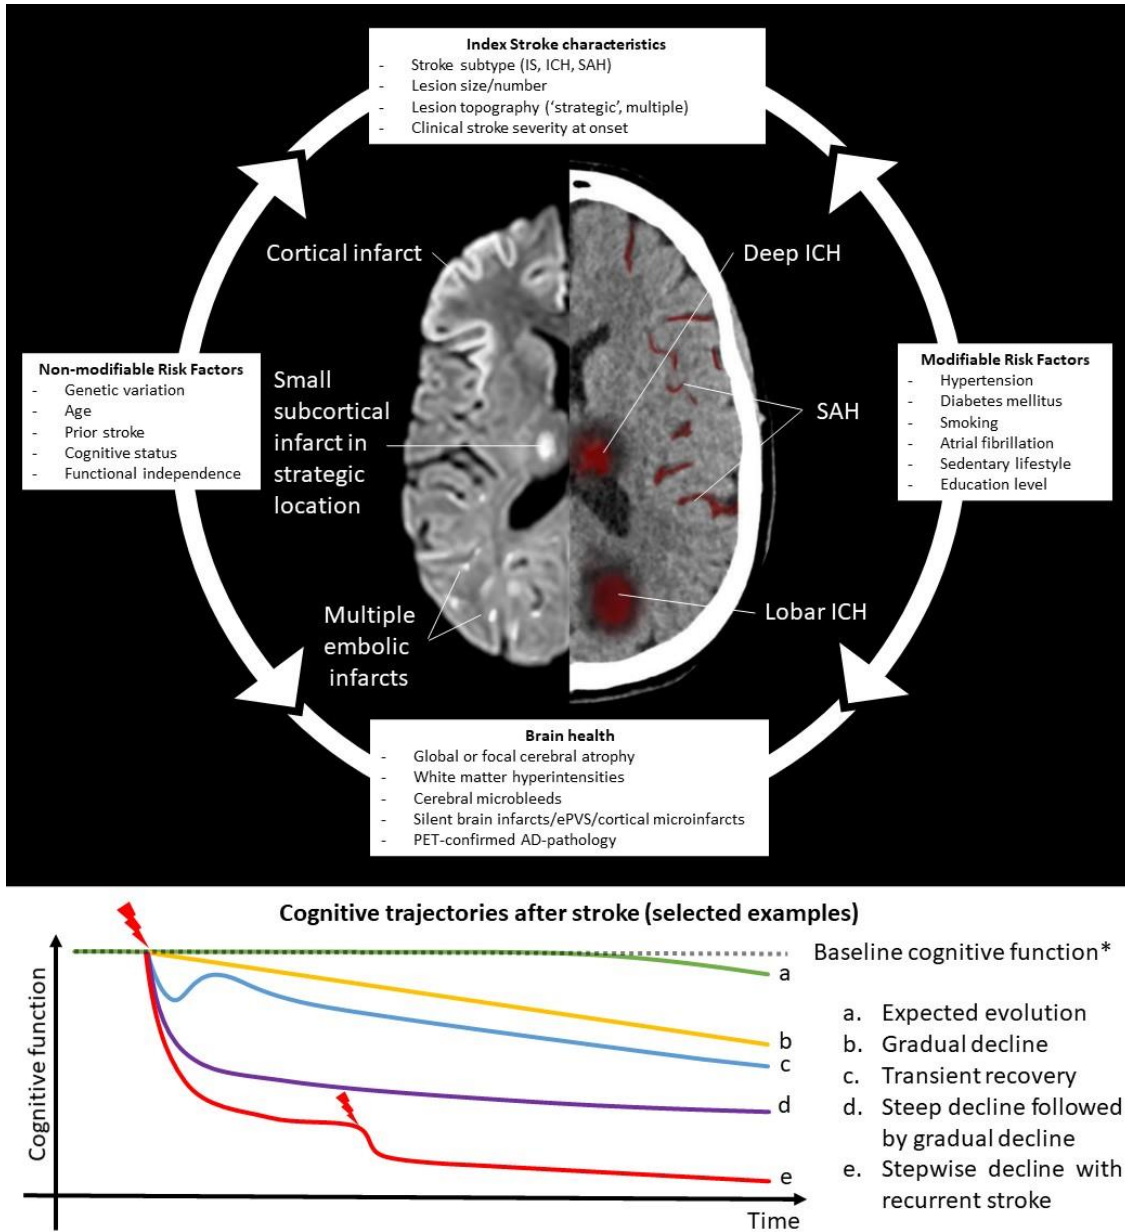 Index Stroke characteristics
- Stroke subtype (IS, ICH, SAH)
- Lesion size/number
- Lesion topography (‘strategic’, multiple)
- Clinical stroke severity at onset
Cortical infarct
Deep ICH
Non-modifiable Risk Factors
- Genetic variation
- Age
- Prior stroke
- Cognitive status
- Functional independence
Small
subcortical
infarct in
strategic
location
SAH
Modifiable Risk Factors
- Hypertension
- Diabetes mellitus
- Smoking
- Atrial fibrillation
- Sedentary lifestyle
- Education level
Multiple
embolic
infarcts
Lobar ICH
Brain health
- Global or focal cerebral atrophy
- White matter hyperintensities
- Cerebral microbleeds
- Silent brain infarcts/ePVS/cortical microinfarcts
- PET-confirmed AD-pathology
Cognitive trajectories after stroke (selected examples)
Cognitive function
Baseline cognitive function*
a
b
c
d
e
Time
a. Expected evolution
b. Gradual decline
c. Transient recovery
d. Steep decline followed
by gradual decline
e. Stepwise decline with
recurrent stroke